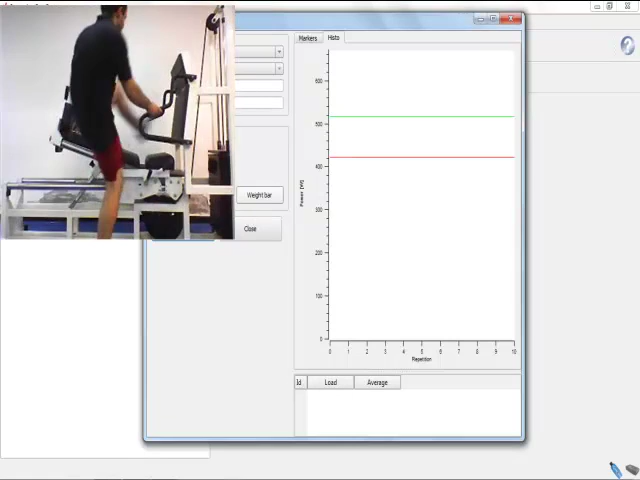 Markers
Histo
600
500
400
300
200
100
0
Power [W]
0 1 2 3 4 5 6 7 8 9 10
Repetition
Weight bar
Close
Id
Load
Average